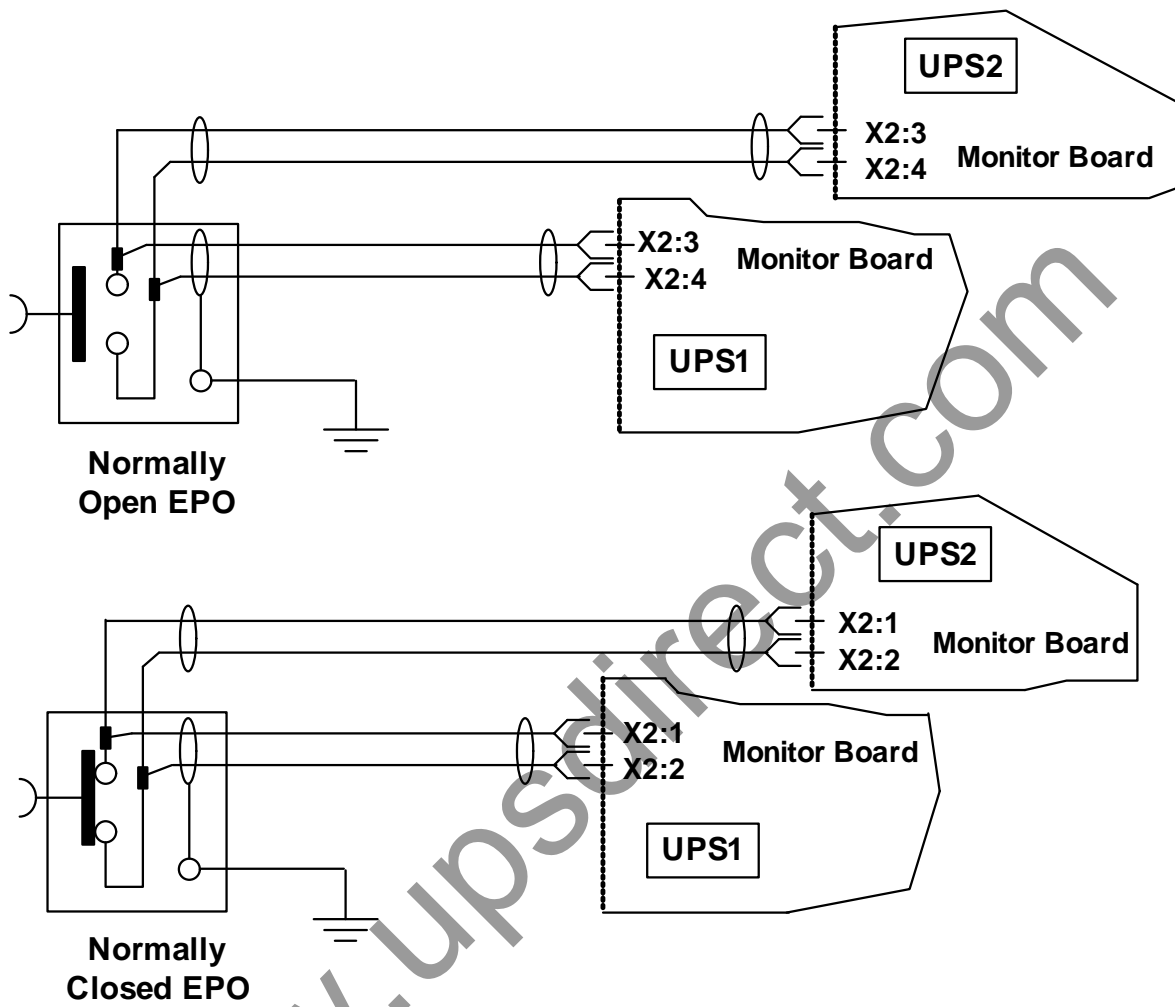 UPS2
X2:3
Monitor Board
X2:4
X2:3
Monitor Board
X2:4
UPS1
Normally
Open EPO
UPS2
X2:1
Monitor Board
X2:2
X2:1
Monitor Board
X2:2
UPS1
Normally
Closed EPO
.upsdirect.com